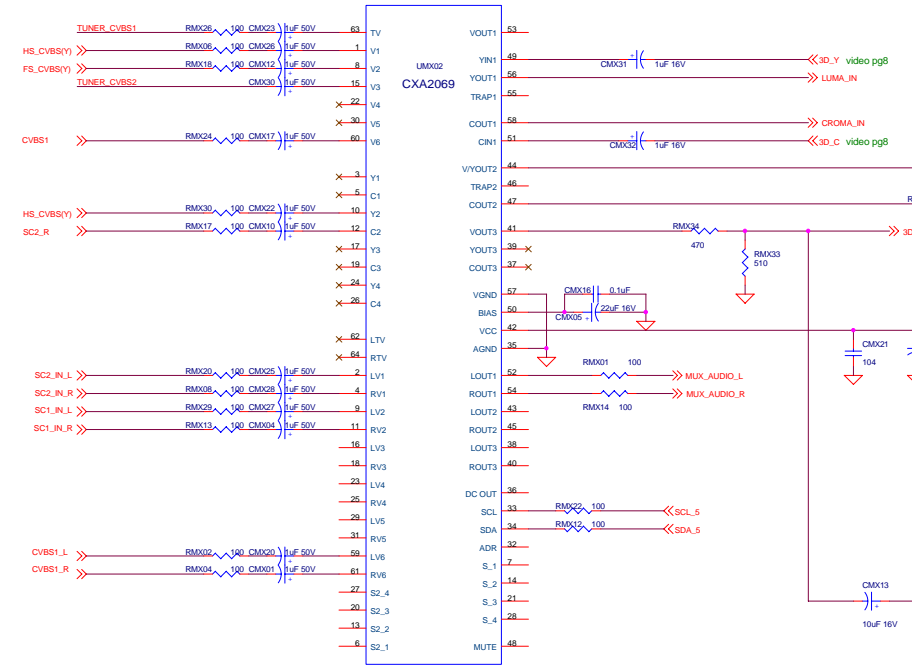 TUNER_CVBS1 RMX26 100 CMX23 1uF 50V 63 TV VOUT1 53
HS_CVBS(Y) RMX06 100 CMX26 1uF 50V 1 V1 YIN1 49 CMX31 1uF 16V 3D_Y video pg8
FS_CVBS(Y) RMX18 100 CMX12 1uF 50V 8 V2 UMX02 YOUT1 56 LUMA_IN
TUNER_CVBS2 CMX30 1uF 50V 15 V3 CXA2069 TRAP1 55
22 V4
30 V5 COUT1 58 CROMA_IN
CVBS1 RMX24 100 CMX17 1uF 50V 60 V6 CIN1 51 CMX32 1uF 16V 3D_C video pg8
V/YOUT2 44
3 Y1 TRAP2 46
5 C1 COUT2 47
HS_CVBS(Y) RMX30 100 CMX22 1uF 50V 10 Y2
SC2_R RMX17 100 CMX10 1uF 50V 12 C2 VOUT3 41 RMX34 470 3D
17 Y3 YOUT3 39 RMX33 510
19 C3 COUT3 37
24 Y4 VGND 57 CMX16 0.1uF
26 C4 BIAS 50 CMX05 22uF 16V
VCC 42
62 LTV AGND 35 CMX21 104
64 RTV
SC2_IN_L RMX20 100 CMX25 1uF 50V 2 LV1 LOUT1 52 RMX01 100 MUX_AUDIO_L
SC2_IN_R RMX08 100 CMX28 1uF 50V 4 RV1 ROUT1 54 RMX14 100 MUX_AUDIO_R
SC1_IN_L RMX29 100 CMX27 1uF 50V 9 LV2 LOUT2 43
SC1_IN_R RMX13 100 CMX04 1uF 50V 11 RV2 ROUT2 45
16 LV3 LOUT3 38
18 RV3 ROUT3 40
23 LV4 DC OUT 36
25 RV4 SCL 33 RMX22 100 SCL_5
29 LV5 SDA 34 RMX12 100 SDA_5
31 RV5 ADR 32
CVBS1_L RMX02 100 CMX20 1uF 50V 59 LV6 S_1 7
CVBS1_R RMX04 100 CMX01 1uF 50V 61 RV6 S_2 14
27 S2_4 S_3 21 CMX13
20 S2_3 S_4 28 10uF 16V
13 S2_2
6 S2_1 MUTE 48